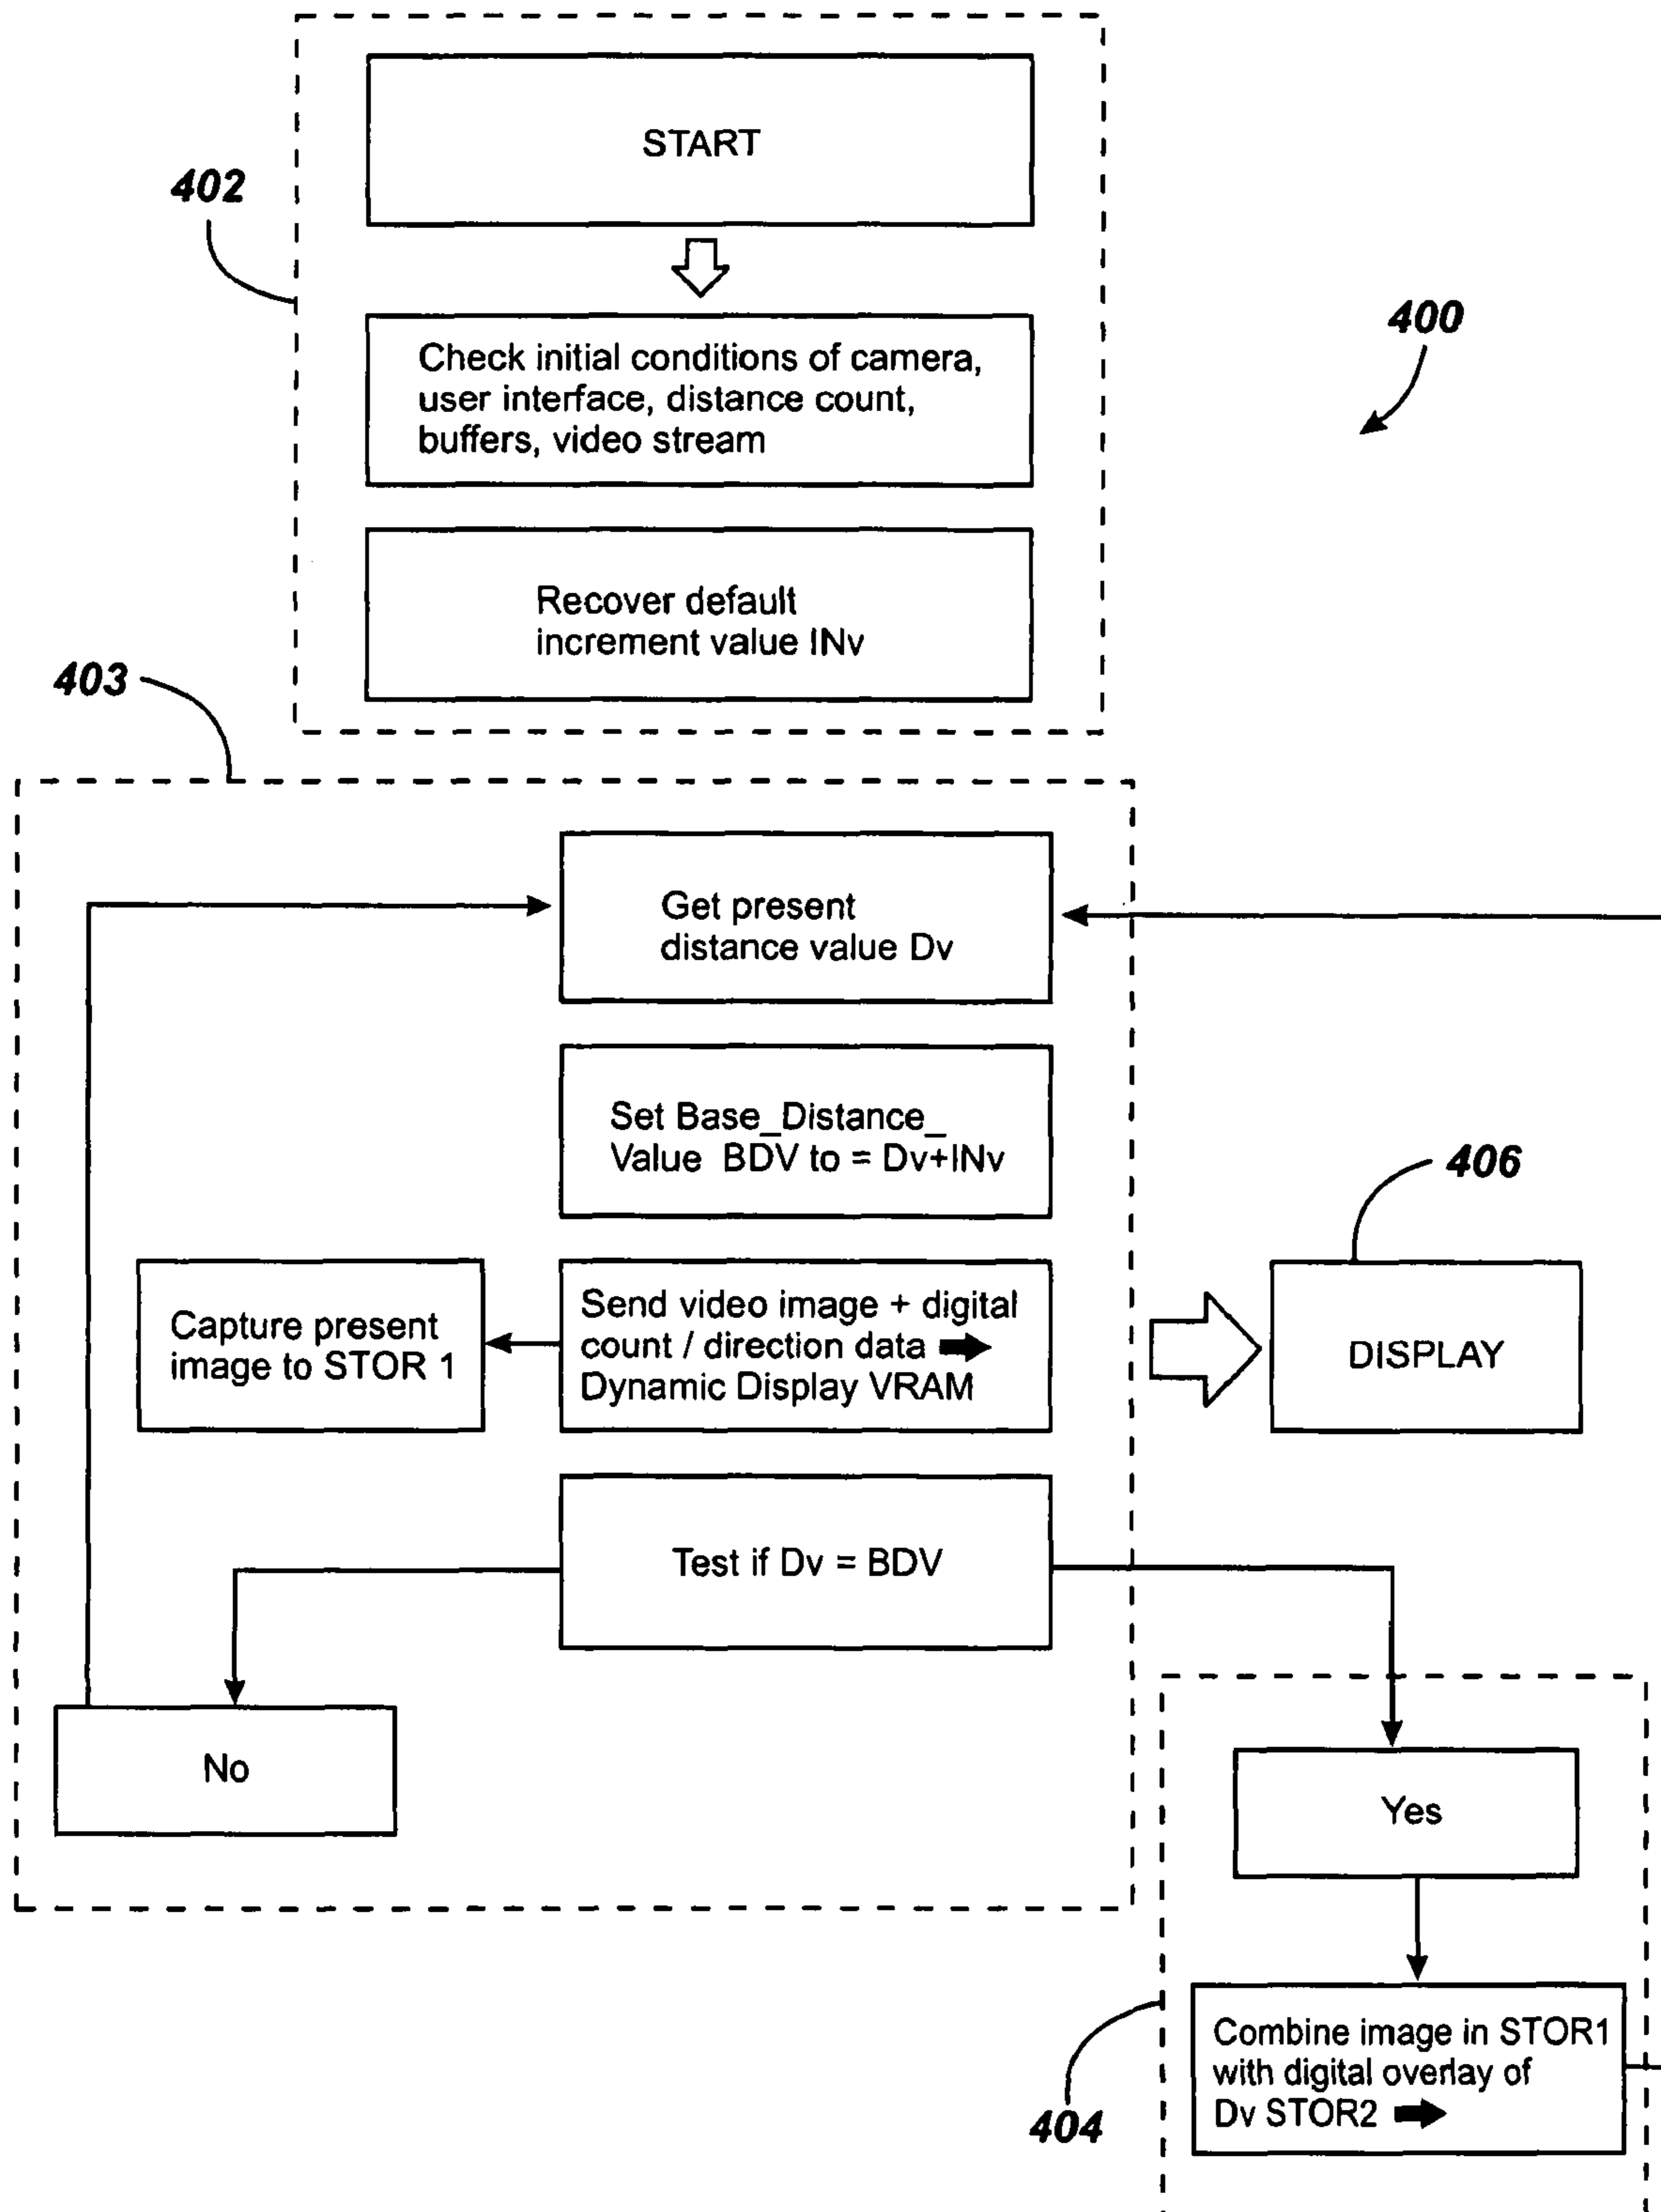 START
402
400
Check initial conditions of camera,
user interface, distance count,
buffers, video stream
Recover default
increment value INv
403
Get present
distance value Dv
Set Base_Distance_
Value BDV to = Dv+INv
406
Capture present
image to STOR 1
Send video image + digital
count / direction data ➡
Dynamic Display VRAM
DISPLAY
Test if Dv = BDV
No
Yes
Combine image in STOR1
with digital overlay of
Dv STOR2 ➡
404